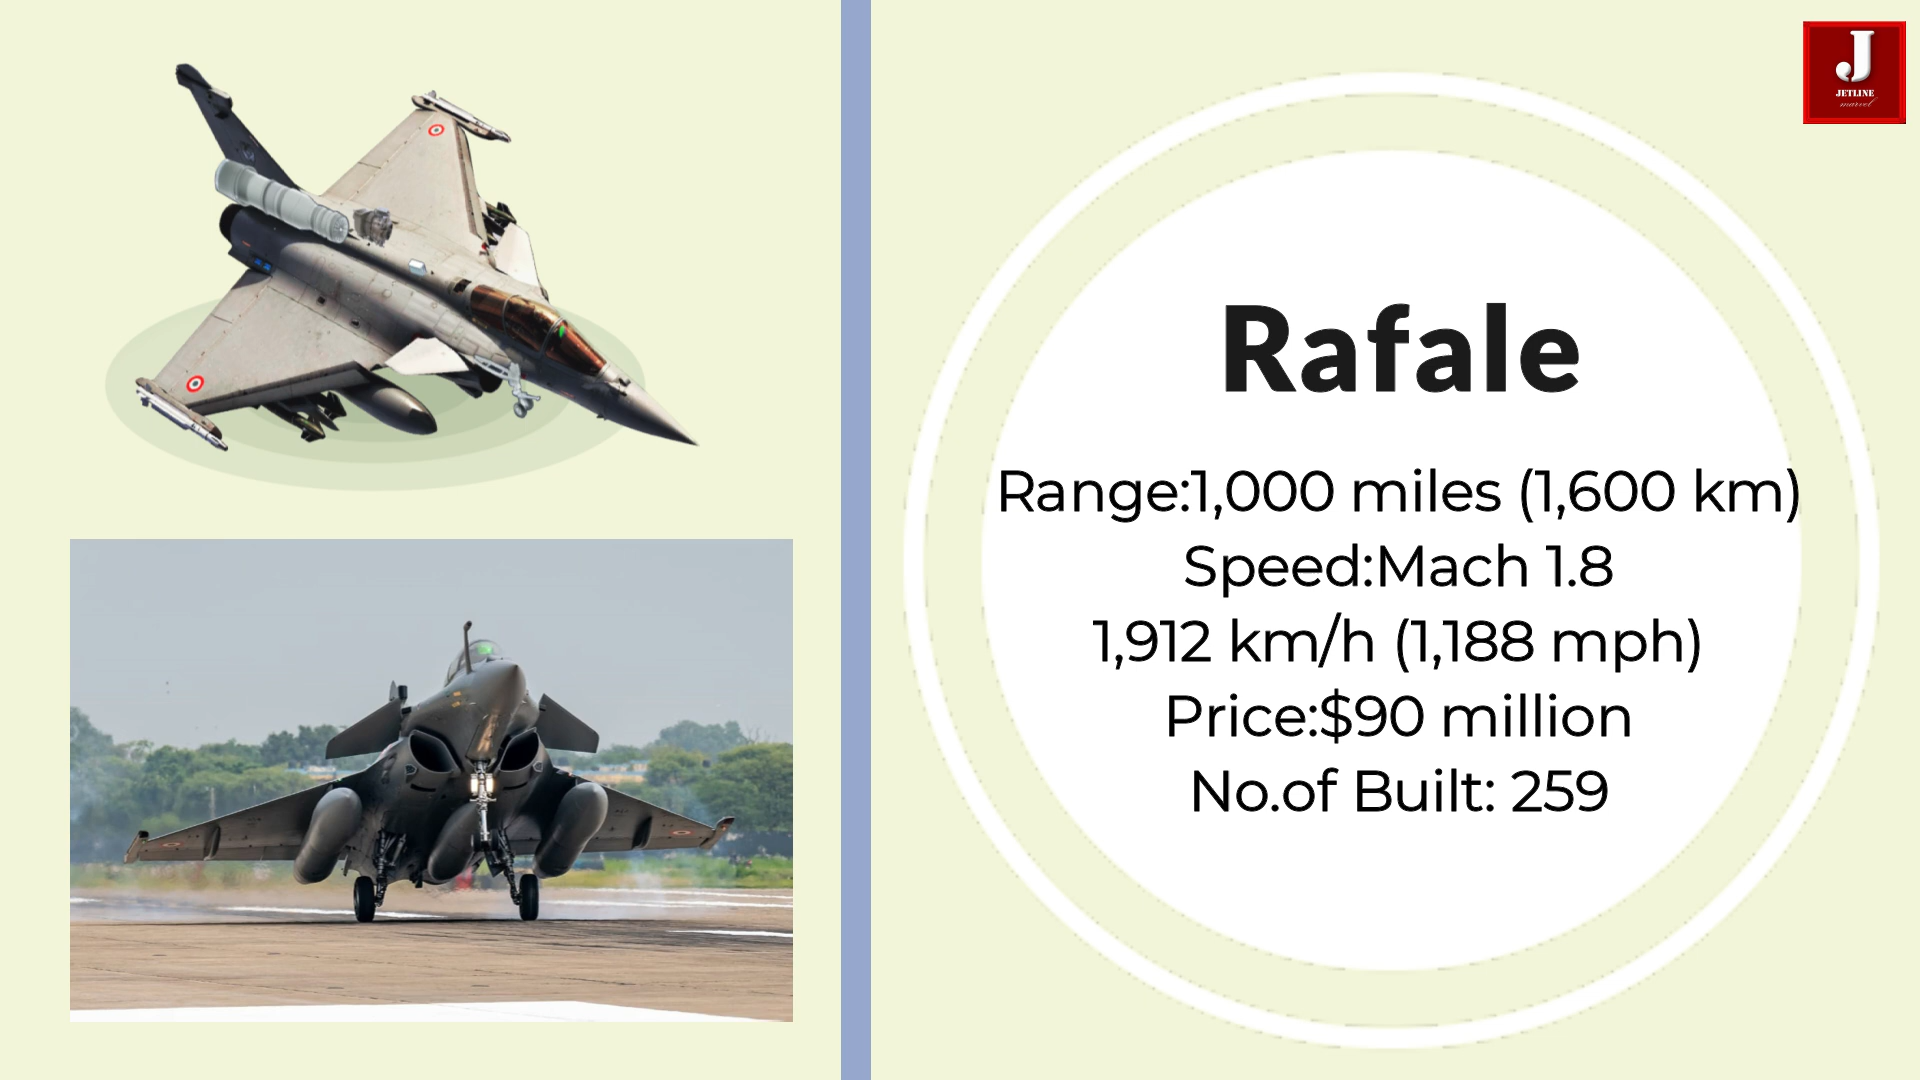 J
JETLINE
marvel
Rafale
Range:1,000 miles (1,600 km)
Speed:Mach 1.8
1,912 km/h (1,188 mph)
Price:$90 million
No.of Built: 259